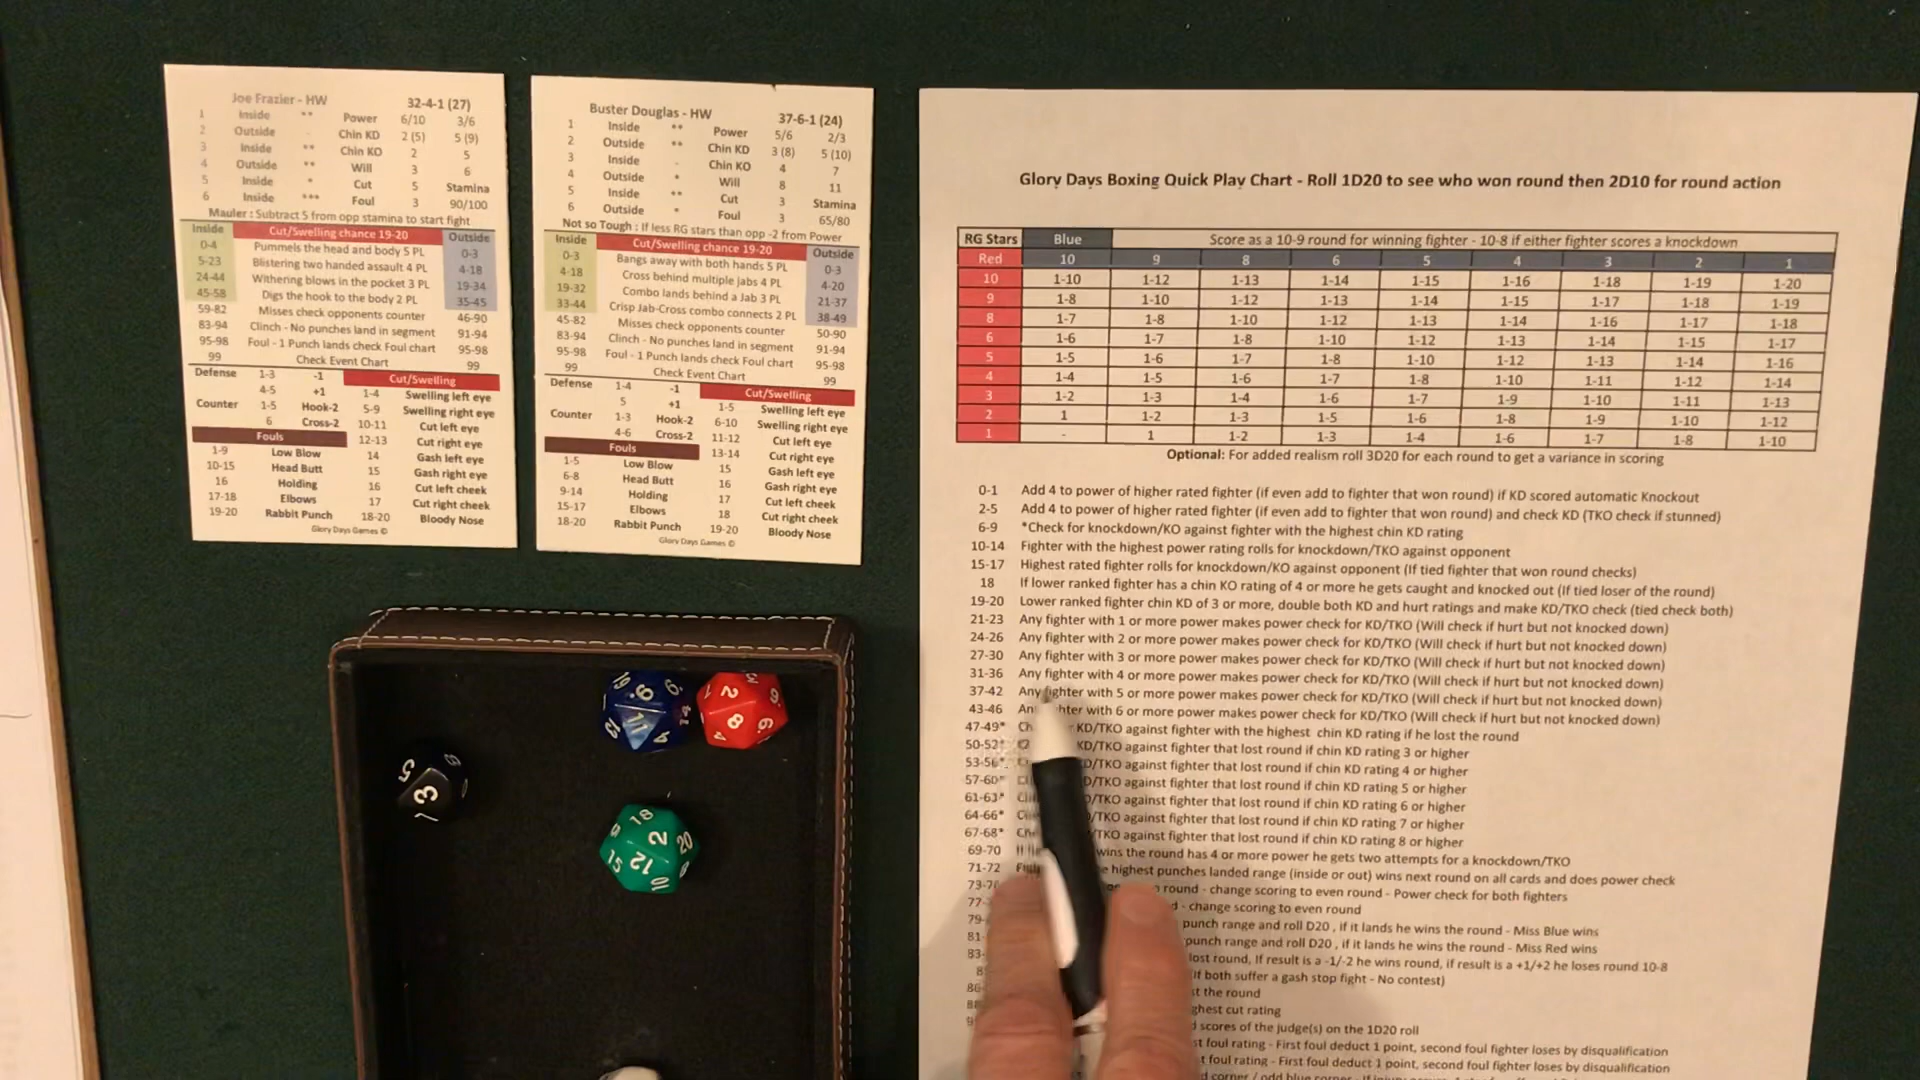 Joe Frazier - HW 32-4-1 (27)
1 Inside ** Power 6/10 3/6
2 Outside - Chin KD 2 (5) 5 (9)
3 Inside ** Chin KO 2 5
4 Outside ** Will 3 6
5 Inside * Cut 5 Stamina
6 Inside *** Foul 3 90/100
Mauler : Subtract 5 from opp stamina to start fight
Inside Cut/Swelling chance 19-20 Outside
0-4 Pummels the head and body 5 PL 0-3
5-23 Blistering two handed assault 4 PL 4-18
24-44 Withering blows in the pocket 3 PL 19-34
45-58 Digs the hook to the body 2 PL 35-45
59-82 Misses check opponents counter 46-90
83-94 Clinch - No punches land in segment 91-94
95-98 Foul - 1 Punch lands check Foul chart 95-98
99 Check Event Chart 99
Defense 1-3 -1 Cut/Swelling
4-5 +1 1-4 Swelling left eye
Counter 1-5 Hook-2 5-9 Swelling right eye
6 Cross-2 10-11 Cut left eye
Fouls 12-13 Cut right eye
1-9 Low Blow 14 Gash left eye
10-15 Head Butt 15 Gash right eye
16 Holding 16 Cut left cheek
17-18 Elbows 17 Cut right cheek
19-20 Rabbit Punch 18-20 Bloody Nose
Glory Days Games ©
Buster Douglas - HW 37-6-1 (24)
1 Inside ** Power 5/6 2/3
2 Outside ** Chin KD 3 (8) 5 (10)
3 Inside - Chin KO 4 7
4 Outside * Will 8 11
5 Inside ** Cut 3 Stamina
6 Outside * Foul 3 65/80
Not so Tough : If less RG stars than opp -2 from Power
Inside Cut/Swelling chance 19-20 Outside
0-3 Bangs away with both hands 5 PL 0-3
4-18 Cross behind multiple jabs 4 PL 4-20
19-32 Combo lands behind a Jab 3 PL 21-37
33-44 Crisp Jab-Cross combo connects 2 PL 38-49
45-82 Misses check opponents counter 50-90
83-94 Clinch - No punches land in segment 91-94
95-98 Foul - 1 Punch lands check Foul chart 95-98
99 Check Event Chart 99
Defense 1-4 -1 Cut/Swelling
5 +1 1-5 Swelling left eye
Counter 1-3 Hook-2 6-10 Swelling right eye
4-6 Cross-2 11-12 Cut left eye
Fouls 13-14 Cut right eye
1-5 Low Blow 15 Gash left eye
6-8 Head Butt 16 Gash right eye
9-14 Holding 17 Cut left cheek
15-17 Elbows 18 Cut right cheek
18-20 Rabbit Punch 19-20 Bloody Nose
Glory Days Games ©
Glory Days Boxing Quick Play Chart - Roll 1D20 to see who won round then 2D10 for round action
RG Stars Blue Score as a 10-9 round for winning fighter - 10-8 if either fighter scores a knockdown
Red 10 9 8 6 5 4 3 2 1
10 1-10 1-12 1-13 1-14 1-15 1-16 1-18 1-19 1-20
9 1-8 1-10 1-12 1-13 1-14 1-15 1-17 1-18 1-19
8 1-7 1-8 1-10 1-12 1-13 1-14 1-16 1-17 1-18
6 1-6 1-7 1-8 1-10 1-12 1-13 1-14 1-15 1-17
5 1-5 1-6 1-7 1-8 1-10 1-12 1-13 1-14 1-16
4 1-4 1-5 1-6 1-7 1-8 1-10 1-11 1-12 1-14
3 1-2 1-3 1-4 1-6 1-7 1-9 1-10 1-11 1-13
2 1 1-2 1-3 1-5 1-6 1-8 1-9 1-10 1-12
1 - 1 1-2 1-3 1-4 1-6 1-7 1-8 1-10
Optional: For added realism roll 3D20 for each round to get a variance in scoring
0-1 Add 4 to power of higher rated fighter (if even add to fighter that won round) if KD scored automatic Knockout
2-5 Add 4 to power of higher rated fighter (if even add to fighter that won round) and check KD (TKO check if stunned)
6-9 *Check for knockdown/KO against fighter with the highest chin KD rating
10-14 Fighter with the highest power rating rolls for knockdown/TKO against opponent
15-17 Highest rated fighter rolls for knockdown/KO against opponent (If tied fighter that won round checks)
18 If lower ranked fighter has a chin KO rating of 4 or more he gets caught and knocked out (If tied loser of the round)
19-20 Lower ranked fighter chin KD of 3 or more, double both KD and hurt ratings and make KD/TKO check (tied check both)
21-23 Any fighter with 1 or more power makes power check for KD/TKO (Will check if hurt but not knocked down)
24-26 Any fighter with 2 or more power makes power check for KD/TKO (Will check if hurt but not knocked down)
27-30 Any fighter with 3 or more power makes power check for KD/TKO (Will check if hurt but not knocked down)
31-36 Any fighter with 4 or more power makes power check for KD/TKO (Will check if hurt but not knocked down)
37-42 Any fighter with 5 or more power makes power check for KD/TKO (Will check if hurt but not knocked down)
43-46 fighter with 6 or more power makes power check for KD/TKO (Will check if hurt but not knocked down)
47-49* KD/TKO against fighter with the highest chin KD rating if he lost the round
50-52* KD/TKO against fighter that lost round if chin KD rating 3 or higher
53-56* KD/TKO against fighter that lost round if chin KD rating 4 or higher
57-60* KD/TKO against fighter that lost round if chin KD rating 5 or higher
61-63* KD/TKO against fighter that lost round if chin KD rating 6 or higher
64-66* /TKO against fighter that lost round if chin KD rating 7 or higher
67-68* TKO against fighter that lost round if chin KD rating 8 or higher
69-70 wins the round has 4 or more power he gets two attempts for a knockdown/TKO
71-72 highest punches landed range (inside or out) wins next round on all cards and does power check
round - change scoring to even round - Power check for both fighters
- change scoring to even round
punch range and roll D20 , if it lands he wins the round - Miss Blue wins
punch range and roll D20 , if it lands he wins the round - Miss Red wins
lost round, If result is a -1/-2 he wins round, if result is a +1/+2 he loses round 10-8
if both suffer a gash stop fight - No contest)
the round
cut rating
scores of the judge(s) on the 1D20 roll
foul rating - First foul deduct 1 point, second foul fighter loses by disqualification
foul rating - First foul deduct 1 point, second foul fighter loses by disqualification